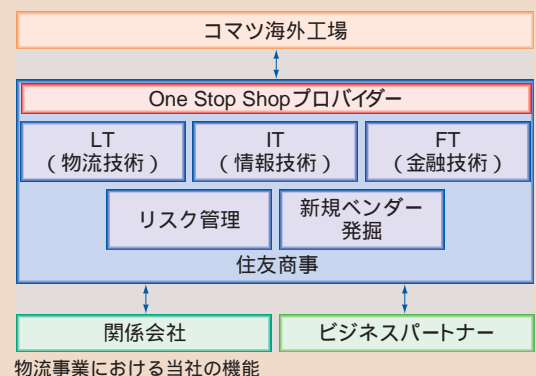 コマツ海外工場
One Stop Shopプロバイダー
LT
（物流技術）
IT
（情報技術）
FT
（金融技術）
リスク管理
新規ベンダー
発掘
住友商事
関係会社
ビジネスパートナー
物流事業における当社の機能